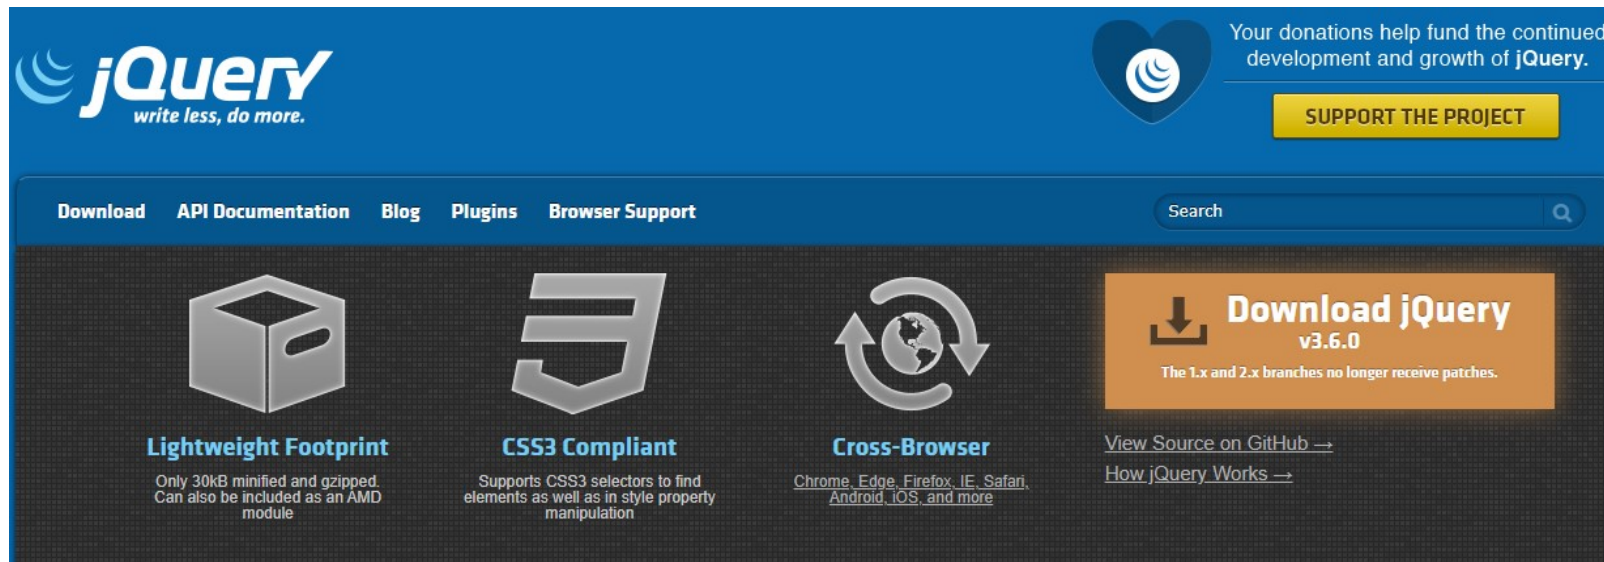 jQuery
write less, do more.
Your donations help fund the continued
development and growth of jQuery.
SUPPORT THE PROJECT
Download API Documentation Blog Plugins Browser Support
Search
Lightweight Footprint
Only 30kB minified and gzipped.
Can also be included as an AMD
module
CSS3 Compliant
Supports CSS3 selectors to find
elements as well as in style property
manipulation
Cross-Browser
Chrome, Edge, Firefox, IE, Safari,
Android, iOS, and more
Download jQuery
v3.6.0
The 1.x and 2.x branches no longer receive patches.
View Source on GitHub →
How jQuery Works →